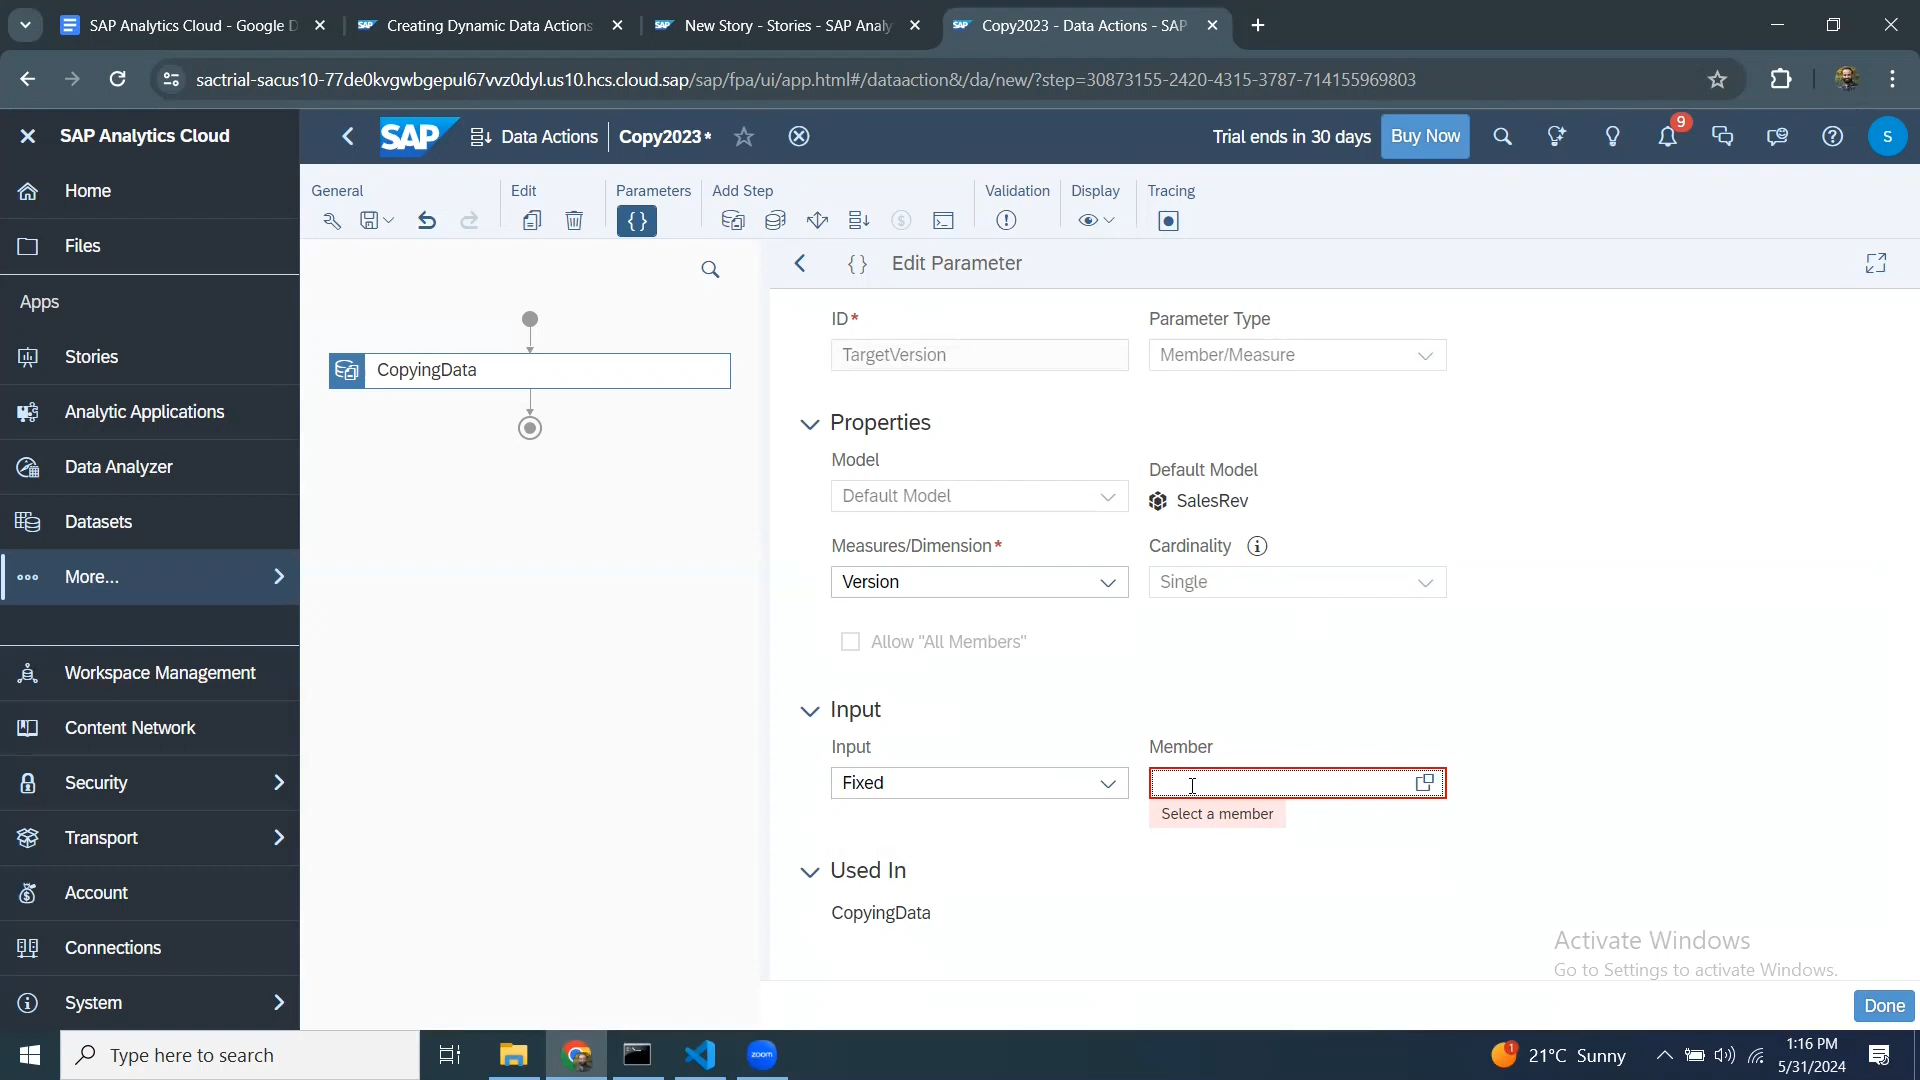 SAP Analytics Cloud - Google D
Creating Dynamic Data Actions
New Story - Stories - SAP Analy
Copy2023 - Data Actions - SAP
sactrial-sacus10-77de0kvgwbgepul67vvz0dyl.us10.hcs.cloud.sap/sap/fpa/ui/app.html#/dataaction&/da/new/?step=30873155-2420-4315-3787-714155969803
SAP Analytics Cloud
SAP
Data Actions
Copy2023*
Trial ends in 30 days
Buy Now
9
S
Home
Files
Apps
Stories
Analytic Applications
Data Analyzer
Datasets
More...
Workspace Management
Content Network
Security
Transport
Account
Connections
System
General
Edit
Parameters
Add Step
Validation
Display
Tracing
CopyingData
{ } Edit Parameter
ID*
Parameter Type
TargetVersion
Member/Measure
Properties
Model
Default Model
Default Model
SalesRev
Measures/Dimension*
Cardinality
Version
Single
Allow "All Members"
Input
Input
Member
Fixed
Select a member
Used In
CopyingData
Activate Windows
Go to Settings to activate Windows.
Done
Type here to search
zoom
1
21°C Sunny
1:16 PM
5/31/2024